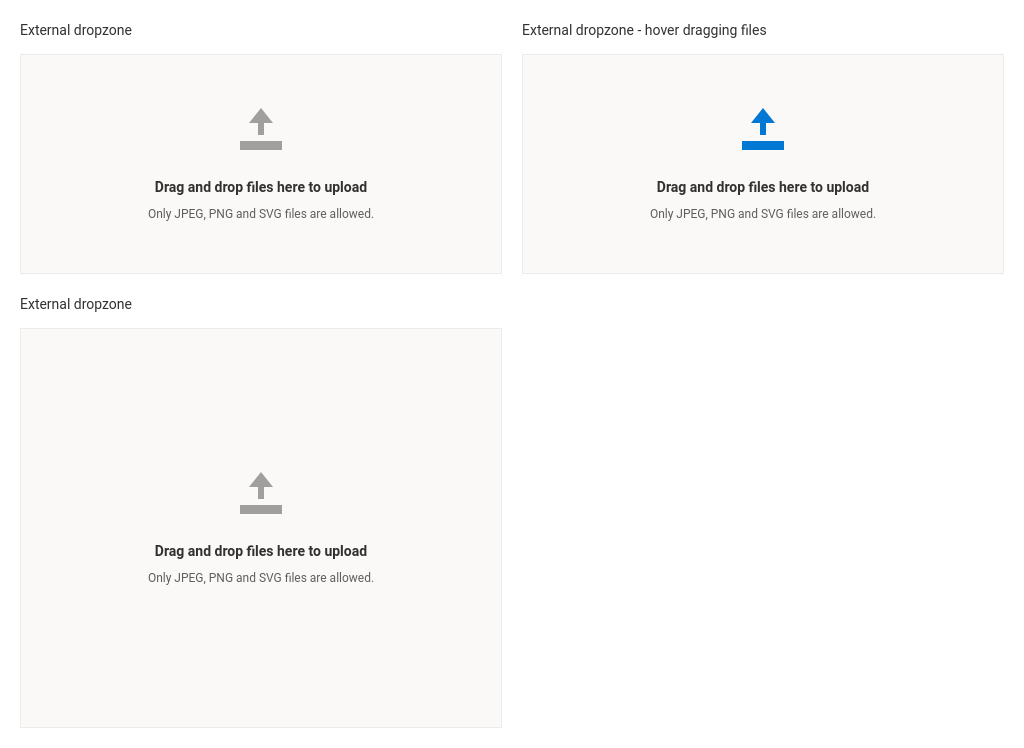 External dropzone
Drag and drop files here to upload
Only JPEG, PNG and SVG files are allowed.
External dropzone - hover dragging files
Drag and drop files here to upload
Only JPEG, PNG and SVG files are allowed.
External dropzone
Drag and drop files here to upload
Only JPEG, PNG and SVG files are allowed.